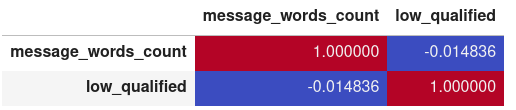 message_words_count low_qualified
message_words_count 1.000000 -0.014836
low_qualified -0.014836 1.000000